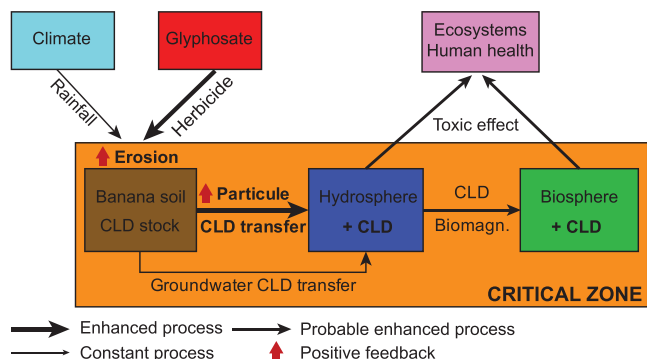 Climate
Glyphosate
Ecosystems
Human health
Rainfall
Herbicide
Toxic effect
Erosion
Banana soil
CLD stock
Particule
CLD transfer
Hydrosphere
+ CLD
CLD
Biomagn.
Biosphere
+ CLD
Groundwater CLD transfer
CRITICAL ZONE
Enhanced process
Probable enhanced process
Constant process
Positive feedback